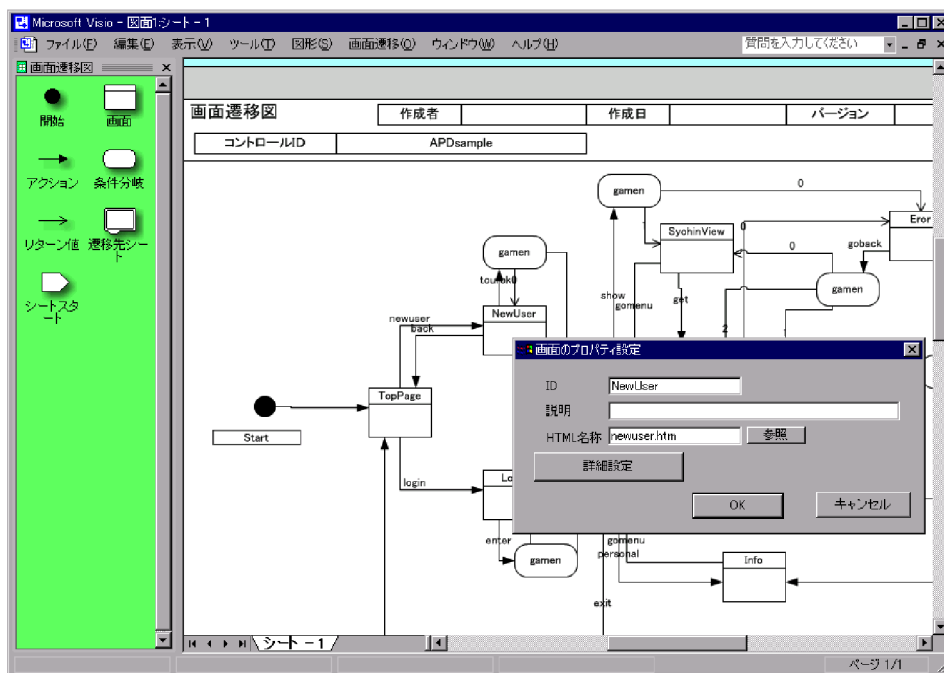 Microsoft Visio - 図面1:シート - 1
ファイル(F) 編集(E) 表示(V) ツール(T) 図形(S) 画面遷移(O) ウィンドウ(W) ヘルプ(H) 質問を入力してください
画面遷移図
開始 画面
アクション 条件分岐
リターン値 遷移先シート
シートスタート
画面遷移図 作成者 作成日 バージョン
コントロールID APDsample
gamen
0
SyohinView
0
Eror
goback
gamen
gamen
show
gomenu
get
2
NewUser
newuser
back
TopPage
Start
login
enter
gamen
gomenu
personal
exit
Info
画面のプロパティ設定
ID NewUser
説明
HTML名称 newuser.htm 参照
詳細設定
OK キャンセル
シート - 1
ページ 1/1